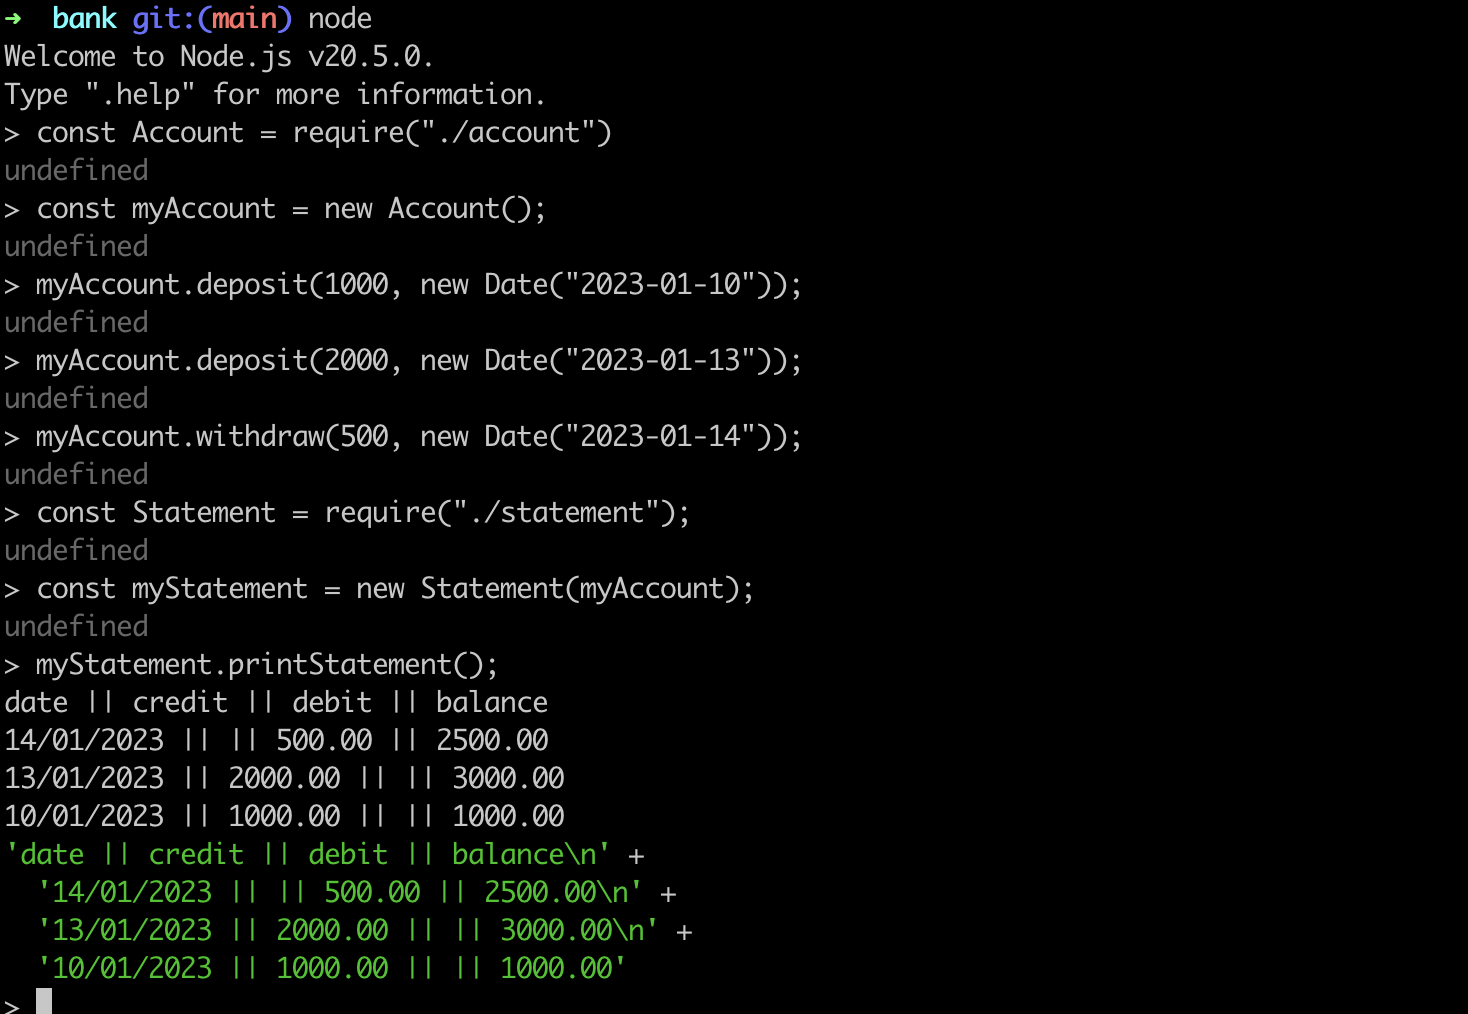 ➜  bank git:(main) node
Welcome to Node.js v20.5.0.
Type ".help" for more information.
> const Account = require("./account")
undefined
> const myAccount = new Account();
undefined
> myAccount.deposit(1000, new Date("2023-01-10"));
undefined
> myAccount.deposit(2000, new Date("2023-01-13"));
undefined
> myAccount.withdraw(500, new Date("2023-01-14"));
undefined
> const Statement = require("./statement");
undefined
> const myStatement = new Statement(myAccount);
undefined
> myStatement.printStatement();
date || credit || debit || balance
14/01/2023 || || 500.00 || 2500.00
13/01/2023 || 2000.00 || || 3000.00
10/01/2023 || 1000.00 || || 1000.00
'date || credit || debit || balance\n' +
  '14/01/2023 || || 500.00 || 2500.00\n' +
  '13/01/2023 || 2000.00 || || 3000.00\n' +
  '10/01/2023 || 1000.00 || || 1000.00'
>